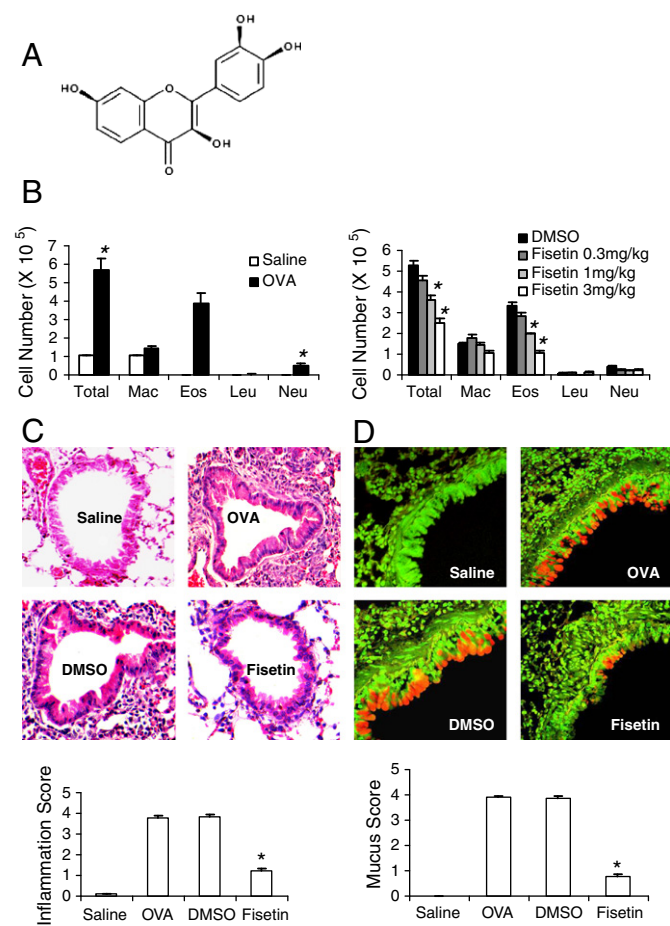 A
OH
OH
HO
O
OH
O
B
Cell Number (X 10 5)
7
6
5
4
3
2
1
0
*
*
Saline
OVA
Total Mac Eos Leu Neu
Cell Number (X 10 5)
6
5
4
3
2
1
0
DMSO
Fisetin 0.3mg/kg
Fisetin 1mg/kg
Fisetin 3mg/kg
*
*
*
*
Total Mac Eos Leu Neu
C
Saline
OVA
DMSO
Fisetin
D
Saline
OVA
DMSO
Fisetin
Inflammation Score
5
4
3
2
1
0
*
Saline OVA DMSO Fisetin
Mucus Score
5
4
3
2
1
0
*
Saline OVA DMSO Fisetin